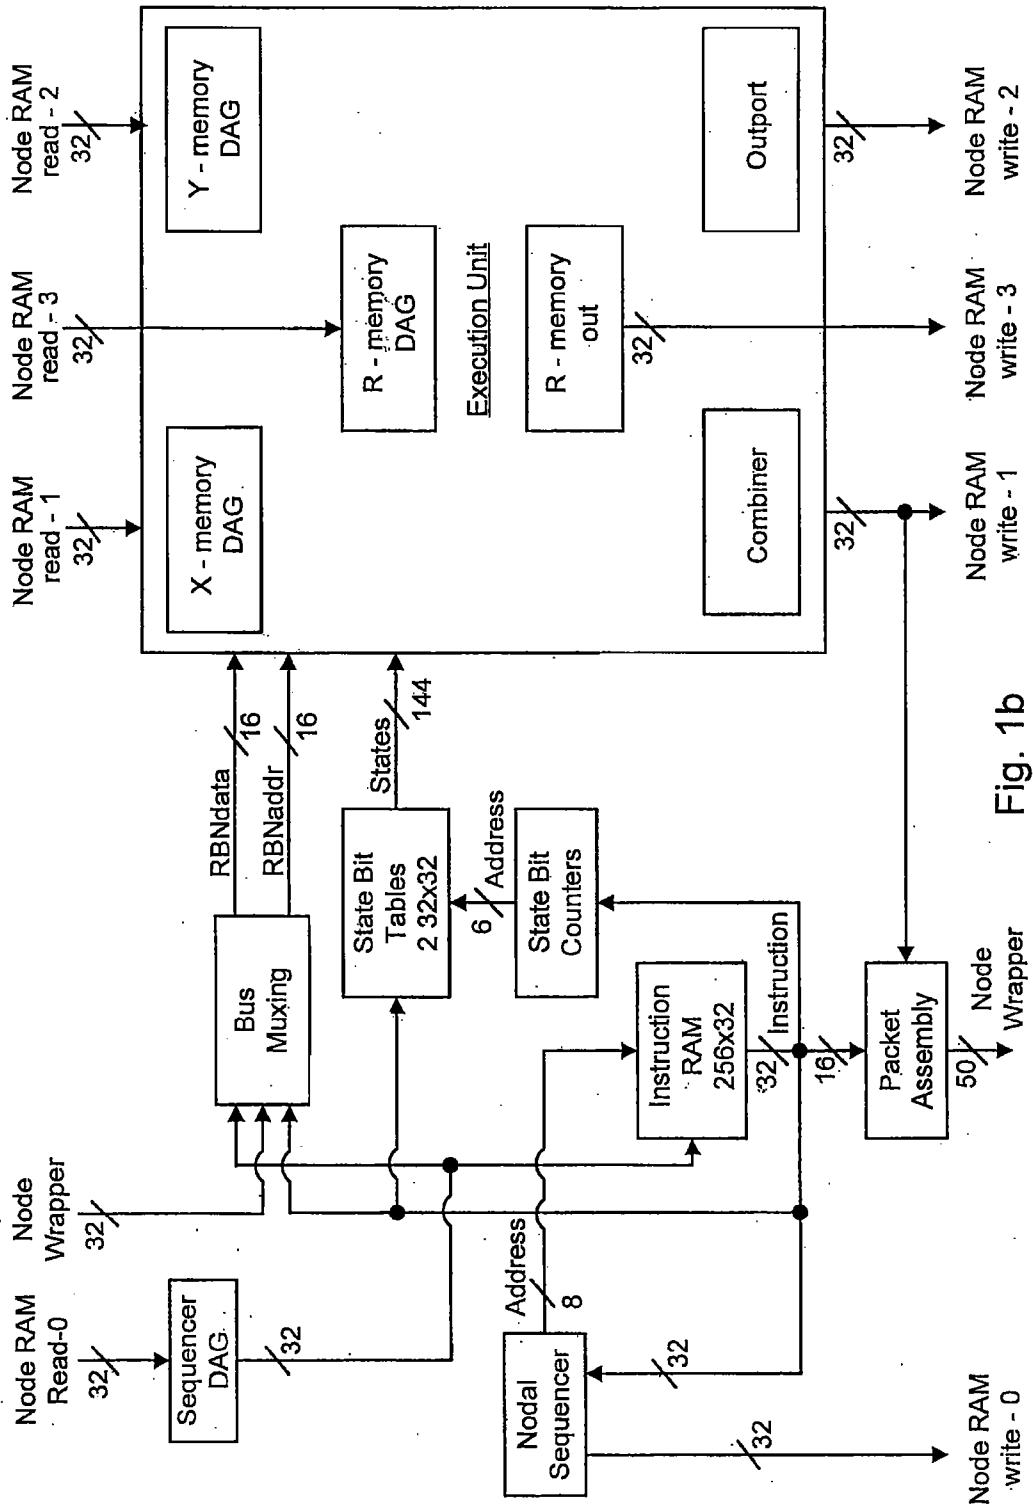 Node RAM
Read-0
32
Node
Wrapper
32
Node RAM
read - 1
32
Node RAM
read - 3
32
Node RAM
read - 2
32
Sequencer
DAG
32
Bus
Muxing
RBNdata
16
RBNaddr
16
X - memory
DAG
Y - memory
DAG
R - memory
DAG
State Bit
Tables
2 32x32
States
144
6
Address
State Bit
Counters
Execution Unit
Nodal
Sequencer
Address
8
32
32
Instruction
RAM
256x32
32
Instruction
16
R - memory
out
32
Combiner
32
Outport
32
Packet
Assembly
50
Node
Wrapper
Node RAM
write - 0
Node RAM
write - 1
Node RAM
write - 3
Node RAM
write - 2
Fig. 1b